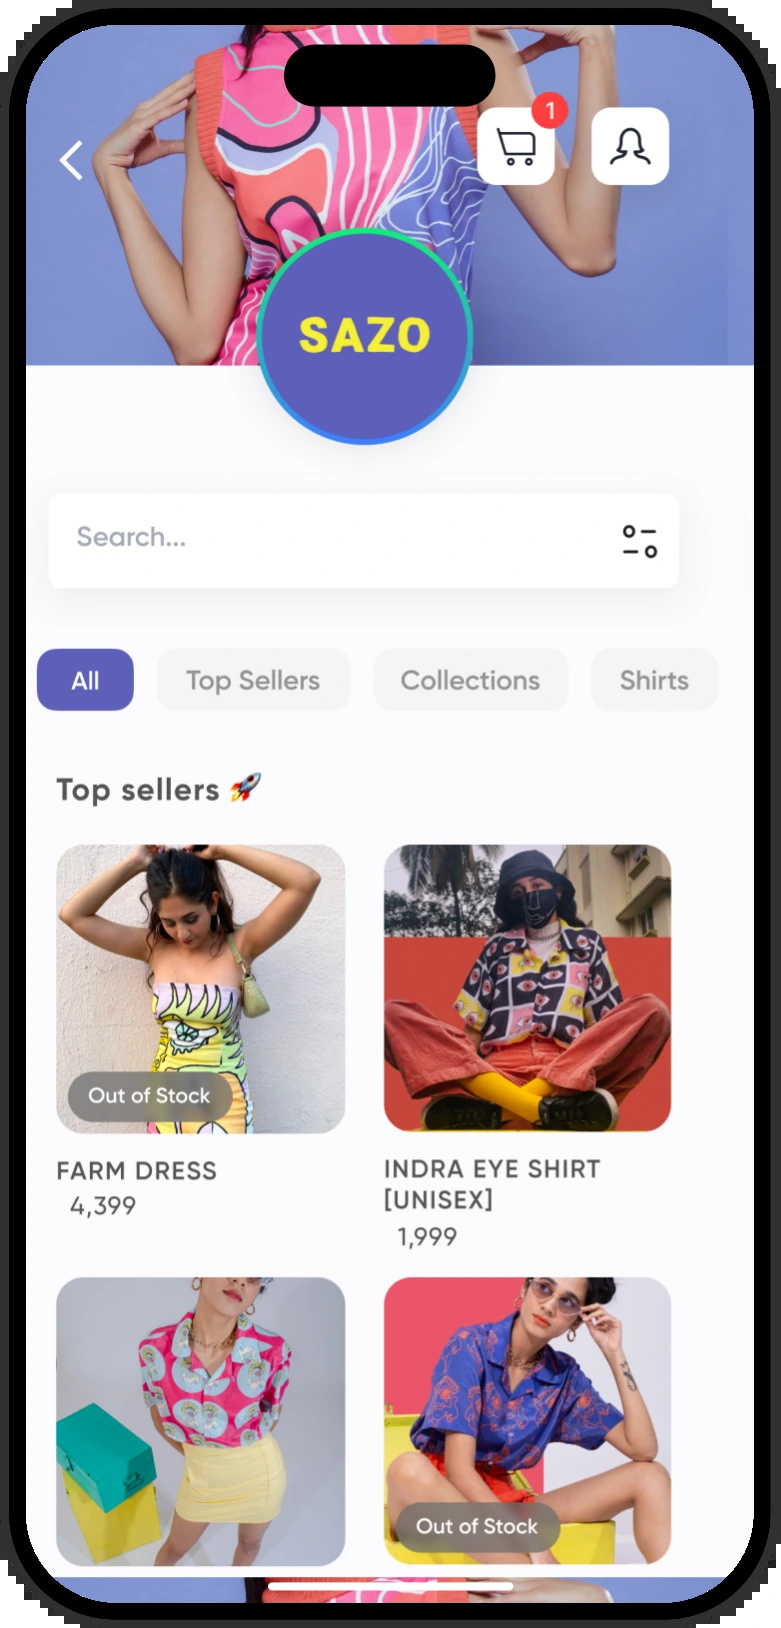 1
SAZO
Search...
All
Top Sellers
Collections
Shirts
Top sellers 🚀
Out of Stock
FARM DRESS
4,399
INDRA EYE SHIRT
[UNISEX]
1,999
Out of Stock